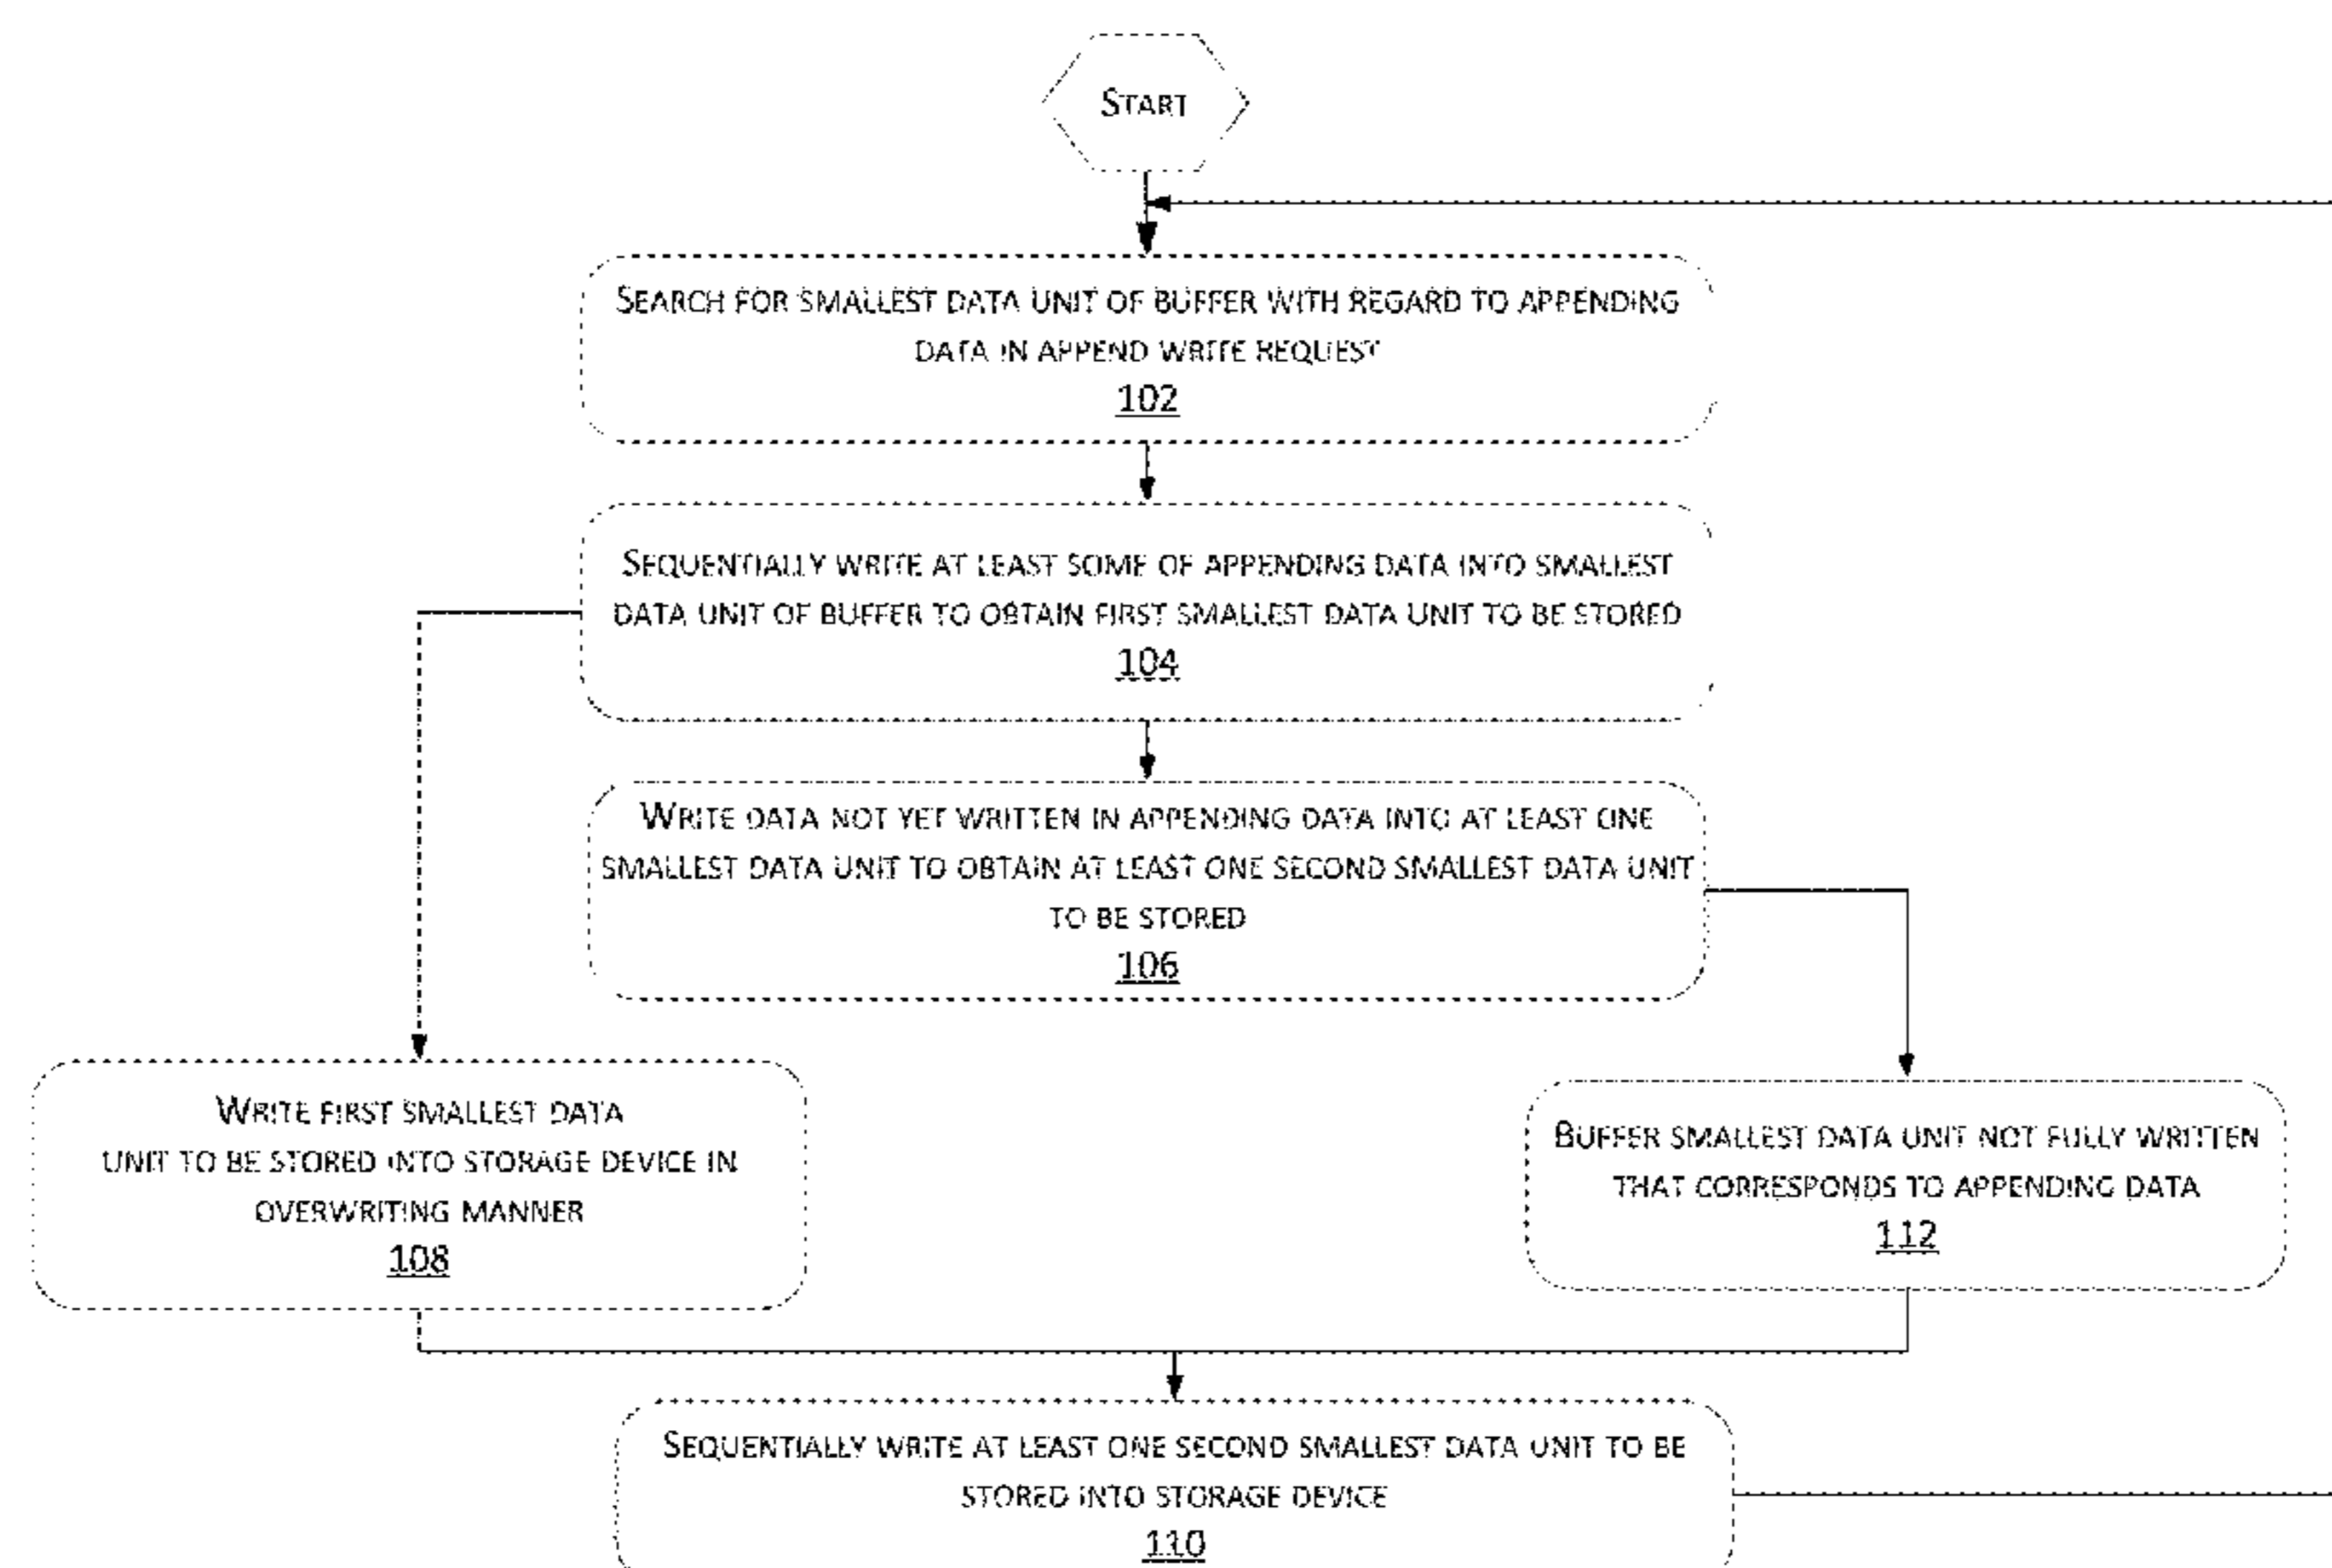 START
SEARCH FOR SMALLEST DATA UNIT OF BUFFER WITH REGARD TO APPENDING
DATA IN APPEND WRITE REQUEST
102
SEQUENTIALLY WRITE AT LEAST SOME OF APPENDING DATA INTO SMALLEST
DATA UNIT OF BUFFER TO OBTAIN FIRST SMALLEST DATA UNIT TO BE STORED
104
WRITE DATA NOT YET WRITTEN IN APPENDING DATA INTO AT LEAST ONE
SMALLEST DATA UNIT TO OBTAIN AT LEAST ONE SECOND SMALLEST DATA UNIT
TO BE STORED
106
WRITE FIRST SMALLEST DATA
UNIT TO BE STORED INTO STORAGE DEVICE IN
OVERWRITING MANNER
108
BUFFER SMALLEST DATA UNIT NOT FULLY WRITTEN
THAT CORRESPONDS TO APPENDING DATA
112
SEQUENTIALLY WRITE AT LEAST ONE SECOND SMALLEST DATA UNIT TO BE
STORED INTO STORAGE DEVICE
110